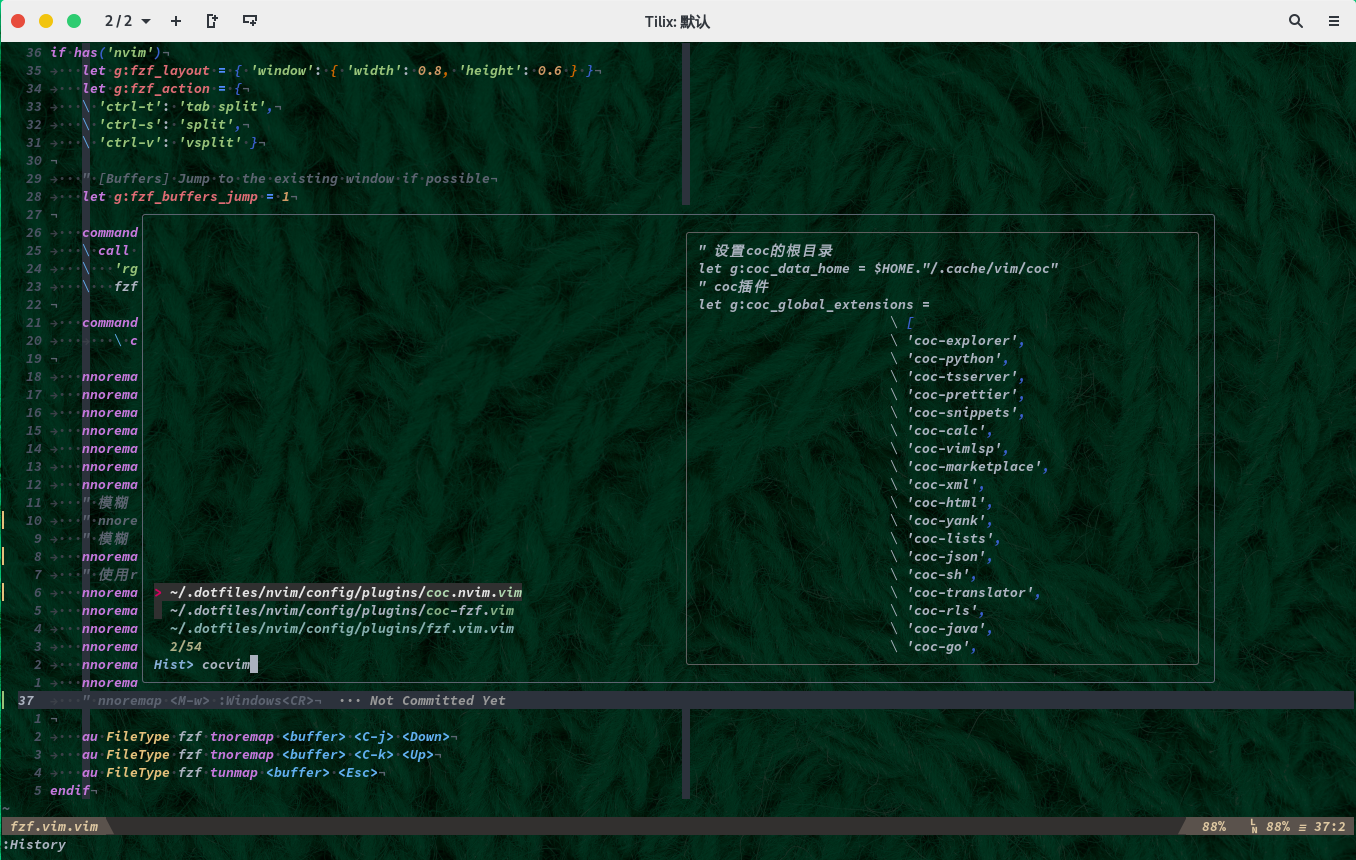 2 / 2
Tilix: 默认
36 if has('nvim')¬
35 let g:fzf_layout = { 'window': { 'width': 0.8, 'height': 0.6 } }¬
34 let g:fzf_action = {¬
33 \ 'ctrl-t': 'tab split',¬
32 \ 'ctrl-s': 'split',¬
31 \ 'ctrl-v': 'vsplit' }¬
30 ¬
29 " [Buffers] Jump to the existing window if possible¬
28 let g:fzf_buffers_jump = 1¬
27 ¬
26 command
25 \ call
24 \ 'rg
23 \ fzf
22 ¬
21 command
20 \ c
19 ¬
18 nnorema
17 nnorema
16 nnorema
15 nnorema
14 nnorema
13 nnorema
12 nnorema
11 " 模糊
10 " nnore
9 " 模糊
8 nnorema
7 " 使用r
6 nnorema
5 nnorema
4 nnorema
3 nnorema
2 nnorema
1 nnorema
" 设置coc的根目录
let g:coc_data_home = $HOME."/.cache/vim/coc"
" coc插件
let g:coc_global_extensions =
\ [
\ 'coc-explorer',
\ 'coc-python',
\ 'coc-tsserver',
\ 'coc-prettier',
\ 'coc-snippets',
\ 'coc-calc',
\ 'coc-vimlsp',
\ 'coc-marketplace',
\ 'coc-xml',
\ 'coc-html',
\ 'coc-yank',
\ 'coc-lists',
\ 'coc-json',
\ 'coc-sh',
\ 'coc-translator',
\ 'coc-rls',
\ 'coc-java',
\ 'coc-go',
> ~/.dotfiles/nvim/config/plugins/coc.nvim.vim
~/.dotfiles/nvim/config/plugins/coc-fzf.vim
~/.dotfiles/nvim/config/plugins/fzf.vim.vim
2/54
Hist> cocvim
37 " nnoremap <M-w> :Windows<CR>¬ ··· Not Committed Yet
1 ¬
2 au FileType fzf tnoremap <buffer> <C-j> <Down>¬
3 au FileType fzf tnoremap <buffer> <C-k> <Up>¬
4 au FileType fzf tunmap <buffer> <Esc>¬
5 endif¬
~
fzf.vim.vim 88% LN 88% ≡ 37:2
:History